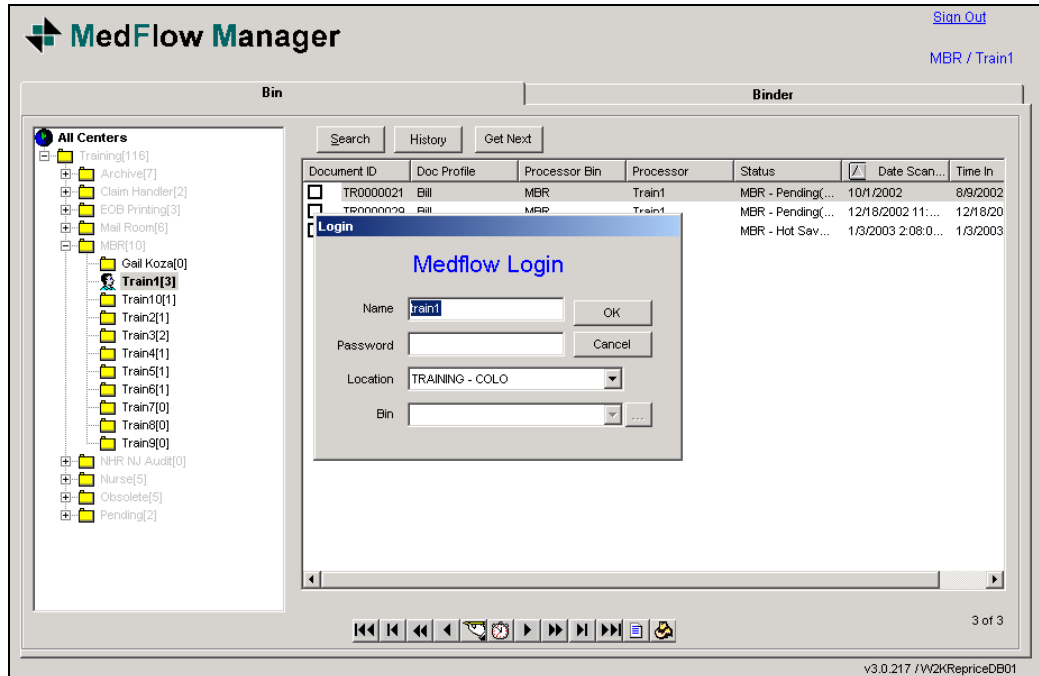 Sign Out
MedFlow Manager
MBR / Train1
Bin
Binder
All Centers
Training[116]
Archive[7]
Claim Handler[2]
EOB Printing[3]
Mail Room[6]
MBR[10]
Gail Koza[0]
Train1[3]
Train10[1]
Train2[1]
Train3[2]
Train4[1]
Train5[1]
Train6[1]
Train7[0]
Train8[0]
Train9[0]
NHR NJ Audit[0]
Nurse[5]
Obsolete[5]
Pending[2]
Search History Get Next
Document ID Doc Profile Processor Bin Processor Status Date Scan... Time In
TR0000021 Bill MBR Train1 MBR - Pending(... 10/1/2002 8/9/2002
TR0000029 Bill MBR Train1 MBR - Pending(... 12/18/2002 11:... 12/18/20
MBR - Hot Sav... 1/3/2003 2:08:0... 1/3/2003
Login
Medflow Login
Name train1 OK
Password Cancel
Location TRAINING - COLO
Bin ...
3 of 3
v3.0.217 / W2KRepriceDB01